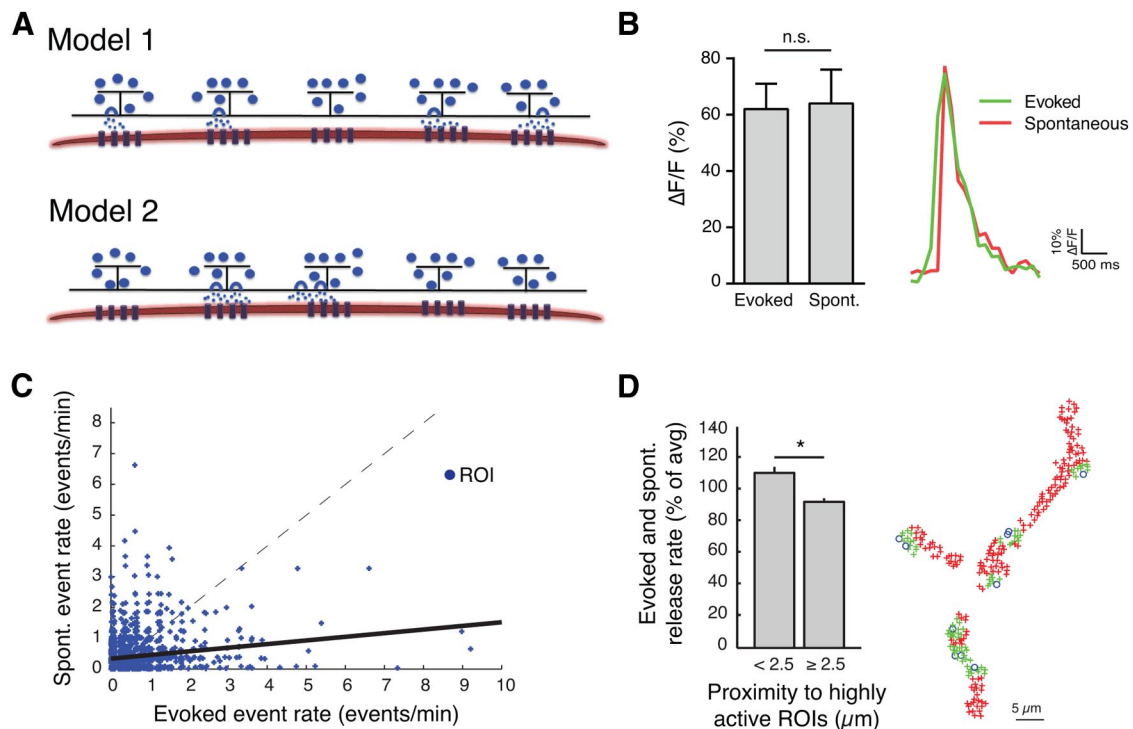 A
Model 1
Model 2
B
n.s.
80
60
40
20
0
ΔF/F (%)
Evoked
Spont.
Evoked
Spontaneous
10%
ΔF/F
500 ms
C
Spont. event rate (events/min)
8
7
6
5
4
3
2
1
0
ROI
0 1 2 3 4 5 6 7 8 9 10
Evoked event rate (events/min)
D
Evoked and spont.
release rate (% of avg)
140
120
100
80
60
40
20
0
*
< 2.5
≥ 2.5
Proximity to highly
active ROIs (μm)
5 μm